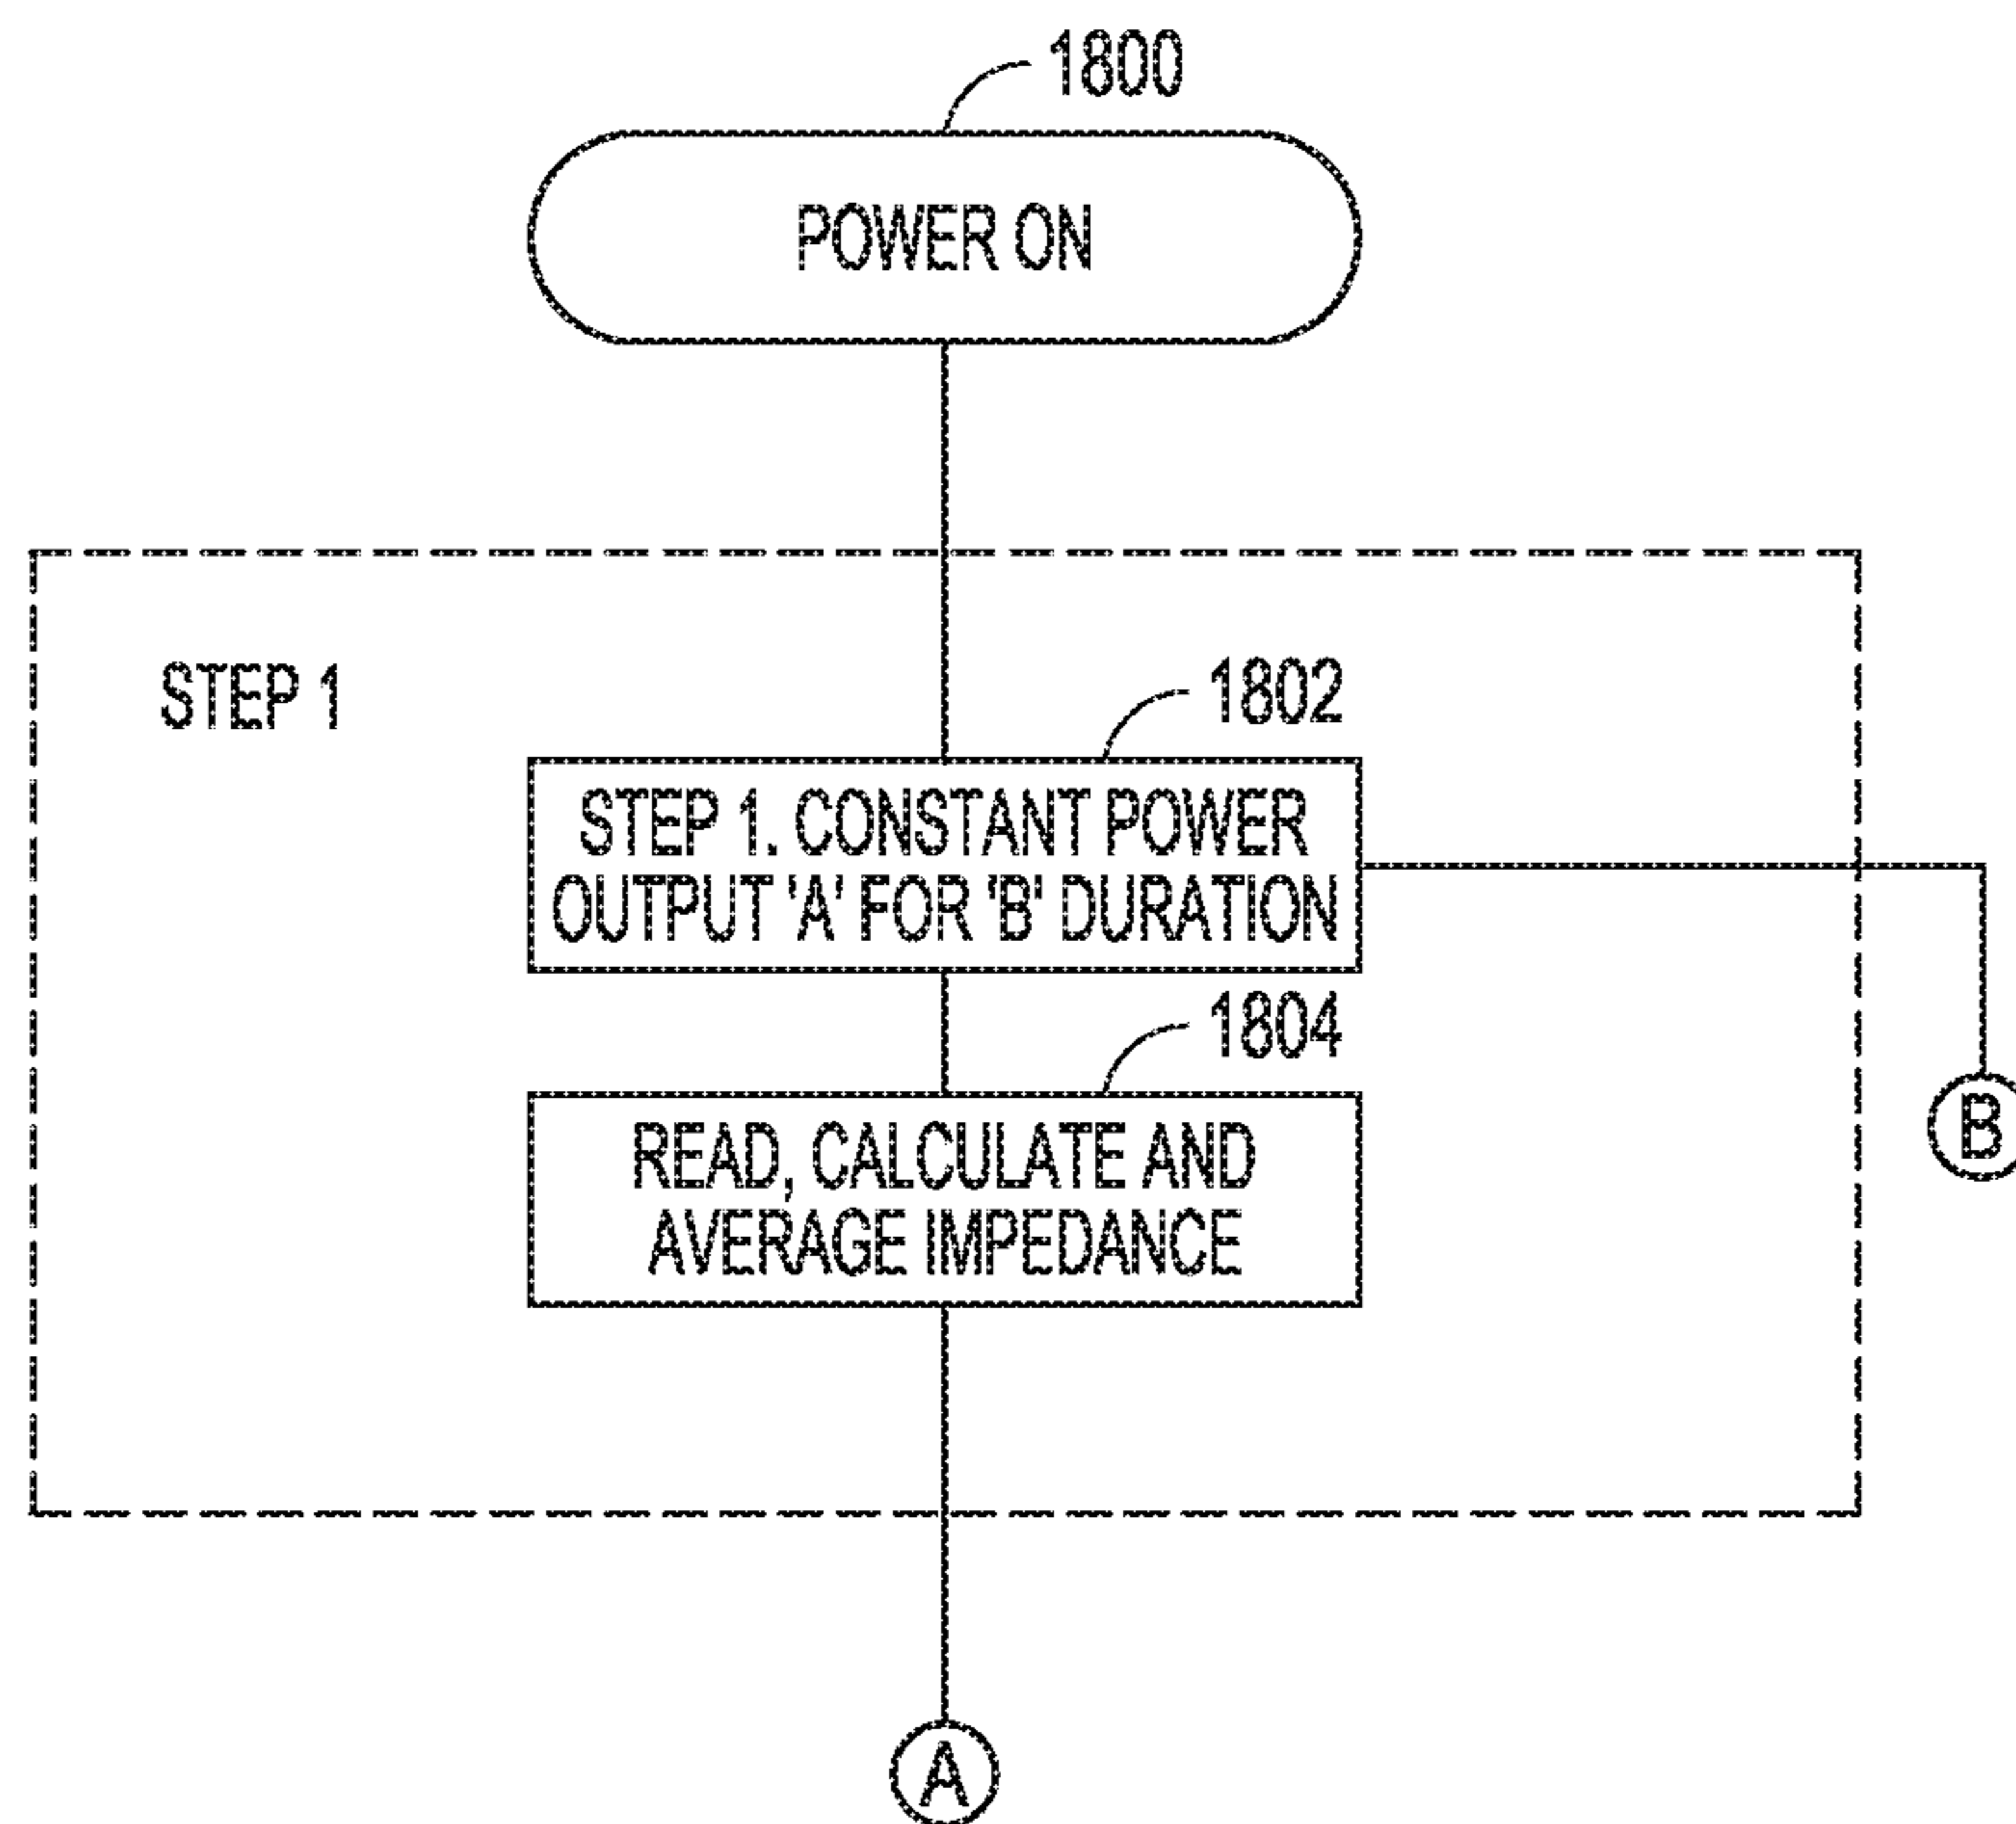 1800
POWER ON
STEP 1
1802
STEP 1. CONSTANT POWER
OUTPUT 'A' FOR 'B' DURATION
1804
READ, CALCULATE AND
AVERAGE IMPEDANCE
B
A